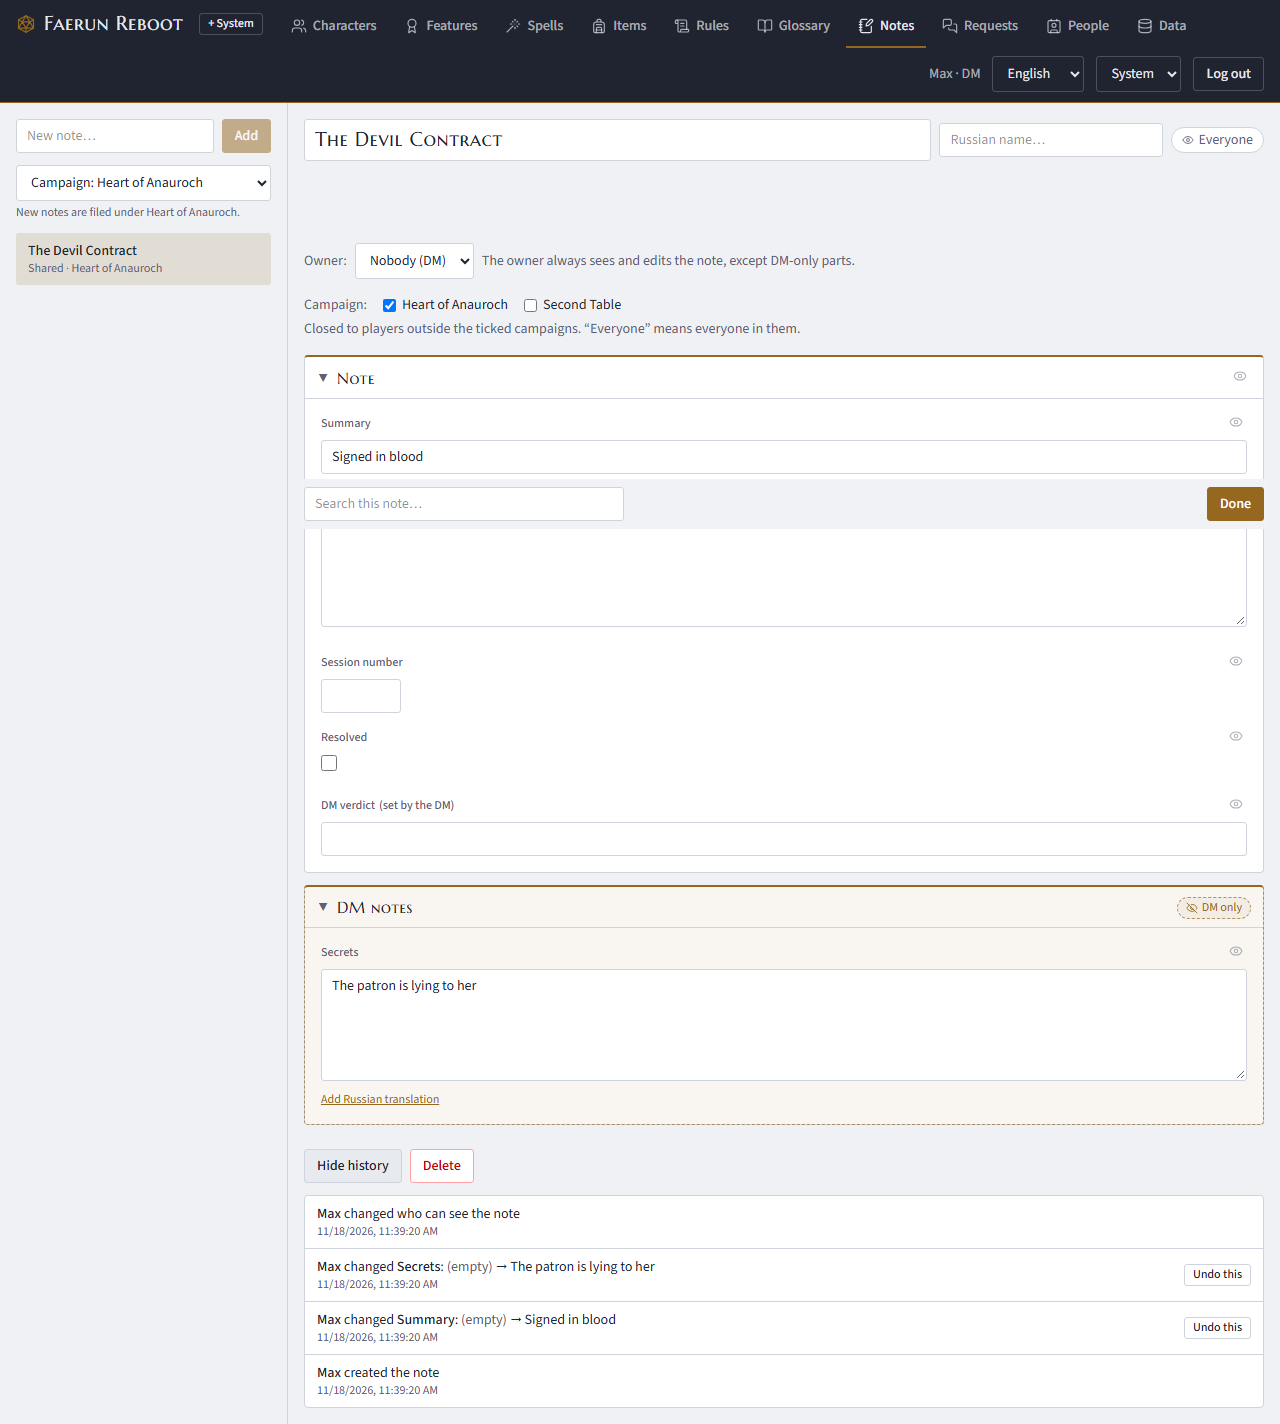 Faerun Reboot
+ System
Characters
Features
Spells
Items
Rules
Glossary
Notes
Requests
People
Data
Max · DM
English
System
Log out
New note…
Add
Campaign: Heart of Anauroch
New notes are filed under Heart of Anauroch.
The Devil Contract
Shared · Heart of Anauroch
The Devil Contract
Russian name…
Everyone
Owner:
Nobody (DM)
The owner always sees and edits the note, except DM-only parts.
Campaign:
Heart of Anauroch
Second Table
Closed to players outside the ticked campaigns. “Everyone” means everyone in them.
Note
Summary
Signed in blood
Search this note…
Done
Session number
Resolved
DM verdict (set by the DM)
DM notes
DM only
Secrets
The patron is lying to her
Add Russian translation
Hide history
Delete
Max changed who can see the note
11/18/2026, 11:39:20 AM
Max changed Secrets: (empty) → The patron is lying to her
11/18/2026, 11:39:20 AM
Undo this
Max changed Summary: (empty) → Signed in blood
11/18/2026, 11:39:20 AM
Undo this
Max created the note
11/18/2026, 11:39:20 AM